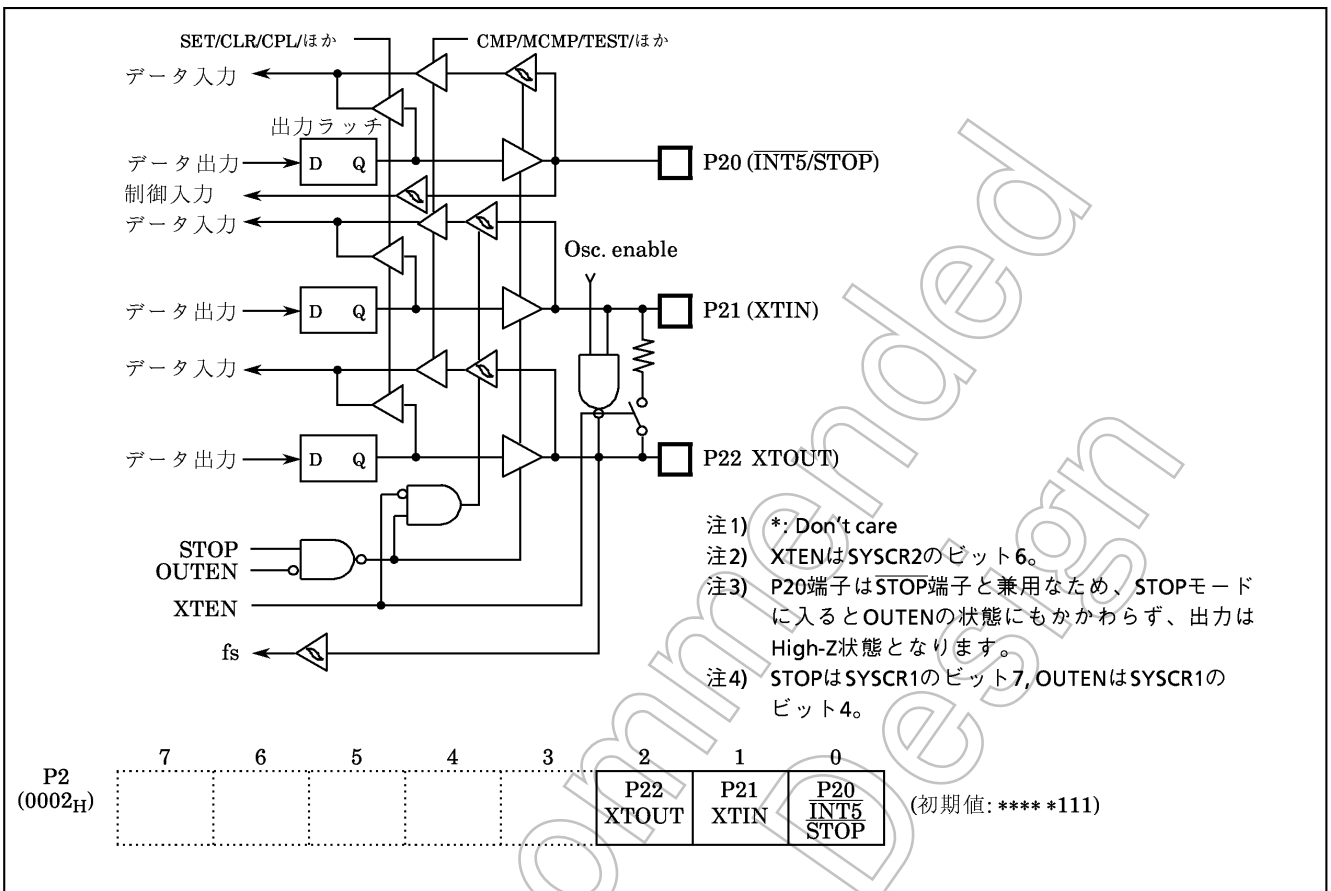 SET/CLR/CPL/ほか
CMP/MCMP/TEST/ほか
データ入力
出力ラッチ
データ出力
D Q
P20 (INT5/STOP)
制御入力
データ入力
Osc. enable
データ出力
D Q
P21 (XTIN)
データ入力
データ出力
D Q
P22 XTOUT)
STOP
OUTEN
XTEN
fs
注1) *: Don't care
注2) XTENはSYSCR2のビット6。
注3) P20端子はSTOP端子と兼用なため、STOPモード
に入るとOUTENの状態にもかかわらず、出力は
High-Z状態となります。
注4) STOPはSYSCR1のビット7, OUTENはSYSCR1の
ビット4。
7 6 5 4 3 2 1 0
P2
(0002H)
P22
XTOUT
P21
XTIN
P20
INT5
STOP
(初期値: **** *111)
ommended
Design